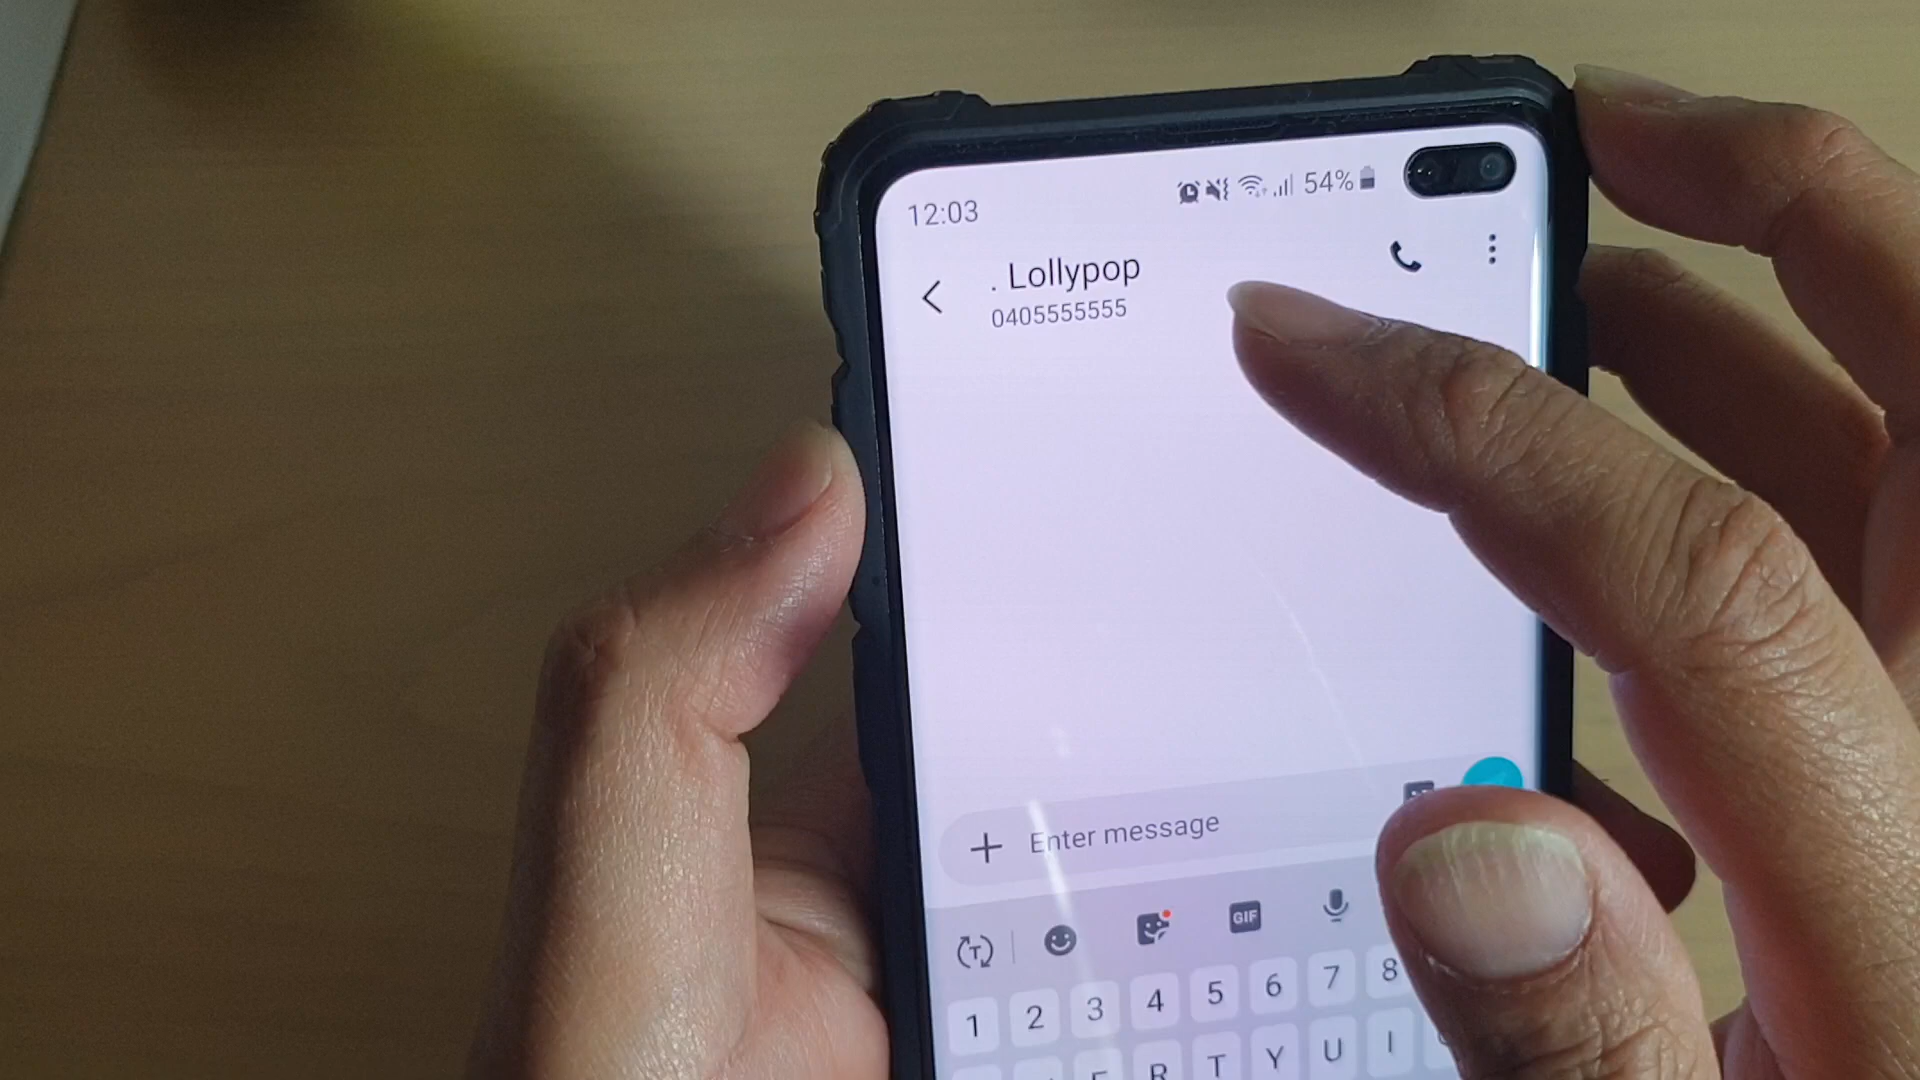 12:03 54%
. Lollypop
0405555555
Enter message
T GIF
1 2 3 4 5 6 7 8
R T Y U I